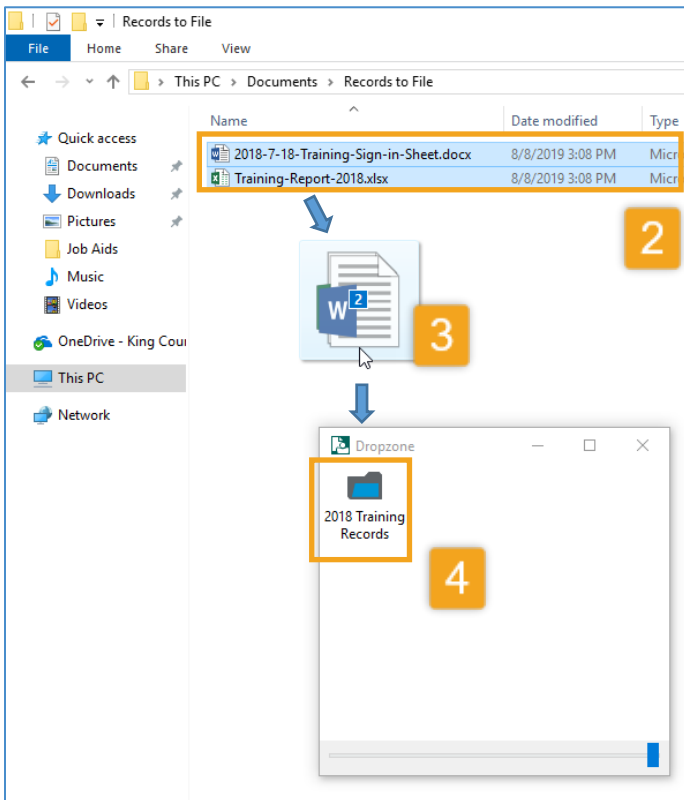 Records to File
File Home Share View
This PC > Documents > Records to File
Name Date modified Type
Quick access
2018-7-18-Training-Sign-in-Sheet.docx 8/8/2019 3:08 PM Micr
Documents
Training-Report-2018.xlsx 8/8/2019 3:08 PM Micr
Downloads
Pictures
2
Job Aids
Music
Videos
W 2
3
OneDrive - King Cour
This PC
Network
Dropzone
2018 Training
Records
4